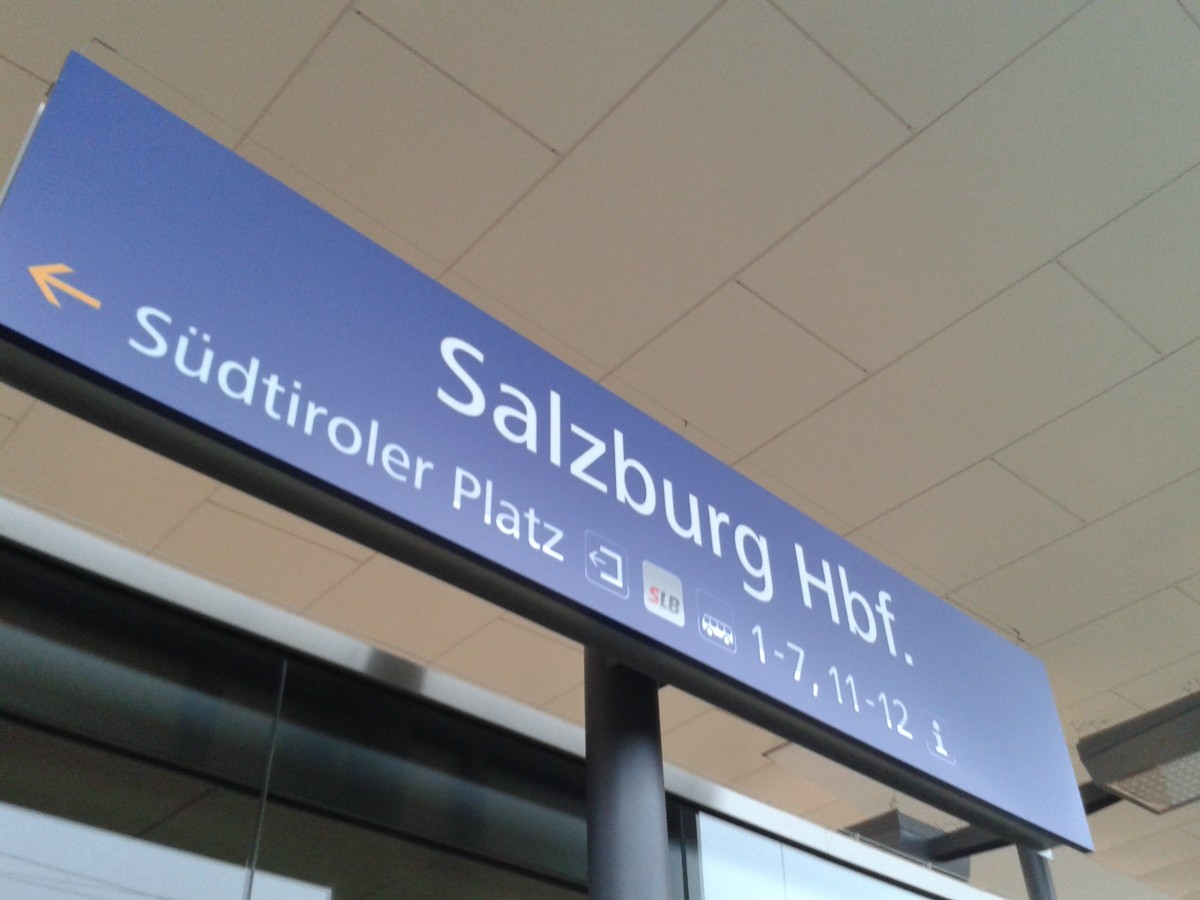 Salzburg Hbf.
Südtiroler Platz SLB 1-7, 11-12 i